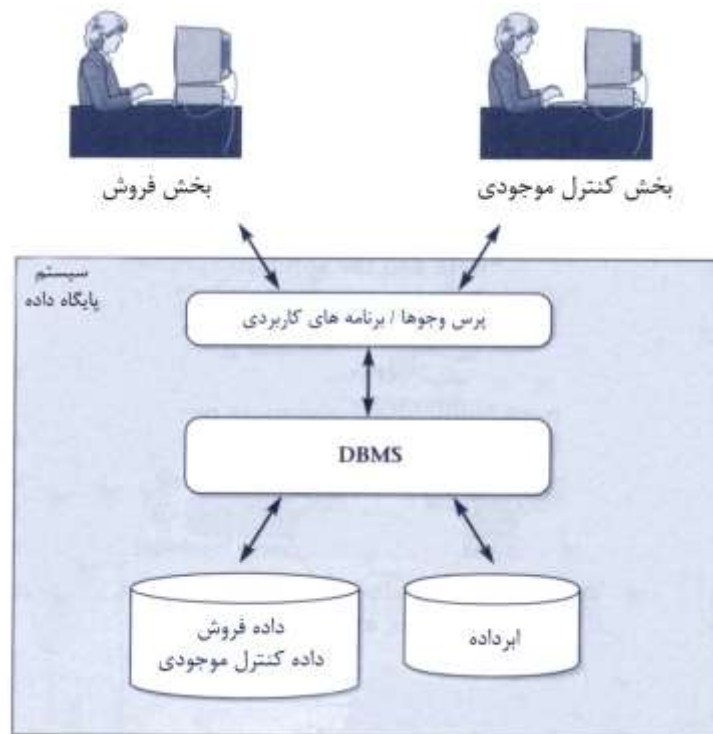 بخش فروش
بخش کنترل موجودی
سیستم
پایگاه داده
پرس وجوها / برنامه های کاربردی
DBMS
داده فروش
داده کنترل موجودی
ابرداده